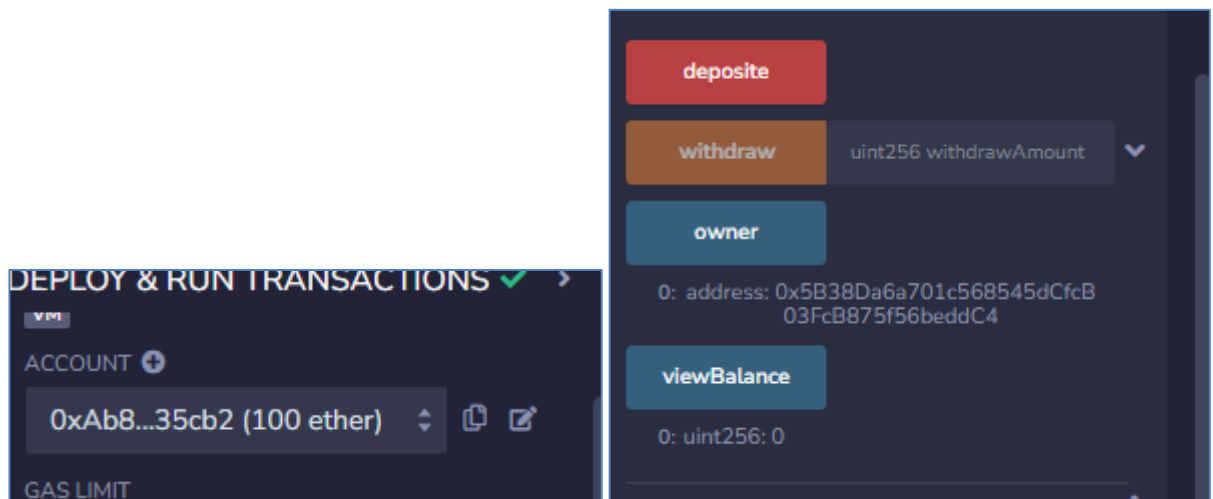 DEPLOY & RUN TRANSACTIONS
VM
ACCOUNT
0xAb8...35cb2 (100 ether)
GAS LIMIT
deposite
withdraw uint256 withdrawAmount
owner
0: address: 0x5B38Da6a701c568545dCfcB
03FcB875f56beddC4
viewBalance
0: uint256: 0